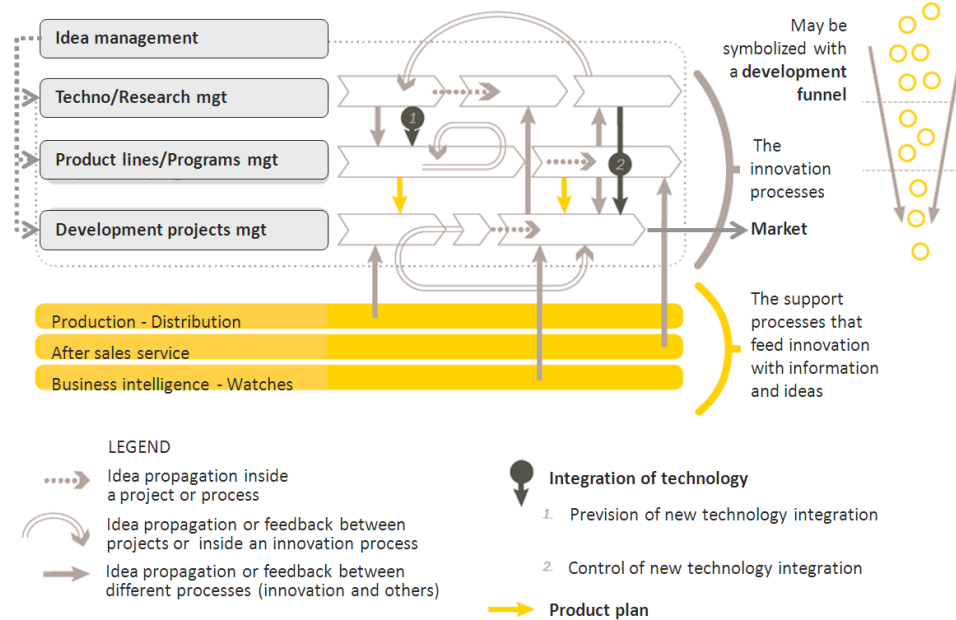 Idea management
Techno/Research mgt
Product lines/Programs mgt
Development projects mgt
1
2
May be
symbolized with
a development
funnel
The
innovation
processes
Market
Production - Distribution
After sales service
Business intelligence - Watches
The support
processes that
feed innovation
with information
and ideas
LEGEND
Idea propagation inside
a project or process
Idea propagation or feedback between
projects or inside an innovation process
Idea propagation or feedback between
different processes (innovation and others)
Integration of technology
1. Prevision of new technology integration
2. Control of new technology integration
Product plan